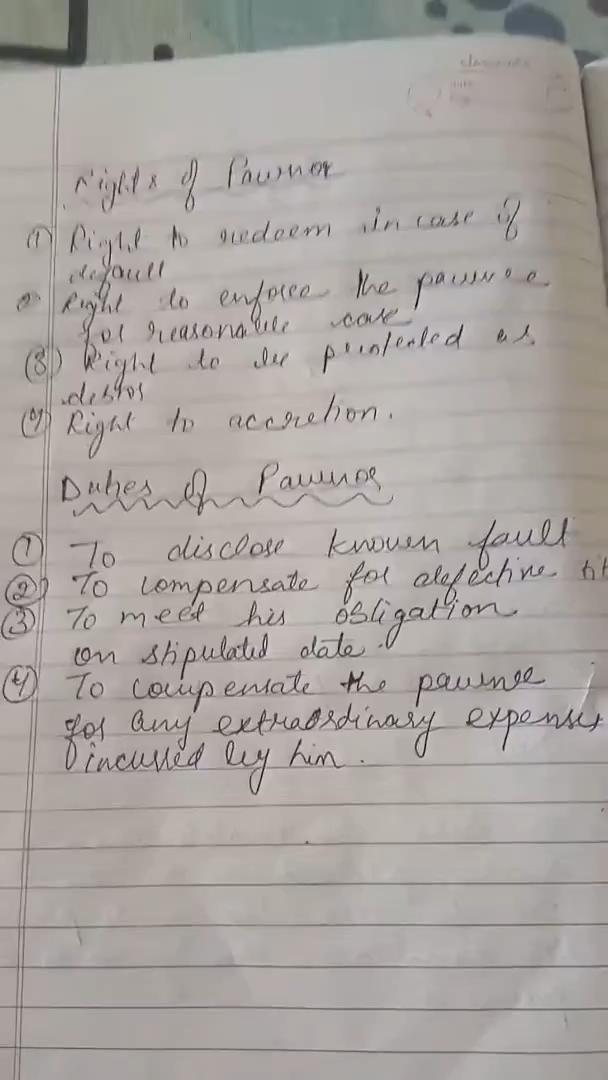 classmate
Rights of Pawnor
(1) Right to redeem in case of
default
(2) Right to enforce the pawnee
for reasonable care
(3) Right to be protected as
debtor
(4) Right to accretion.
Duties of Pawnor
(1) To disclose known fault
(2) To compensate for defective
(3) To meet his obligation
on stipulated date.
(4) To compensate the pawnee
for any extraordinary expenses
incurred by him.